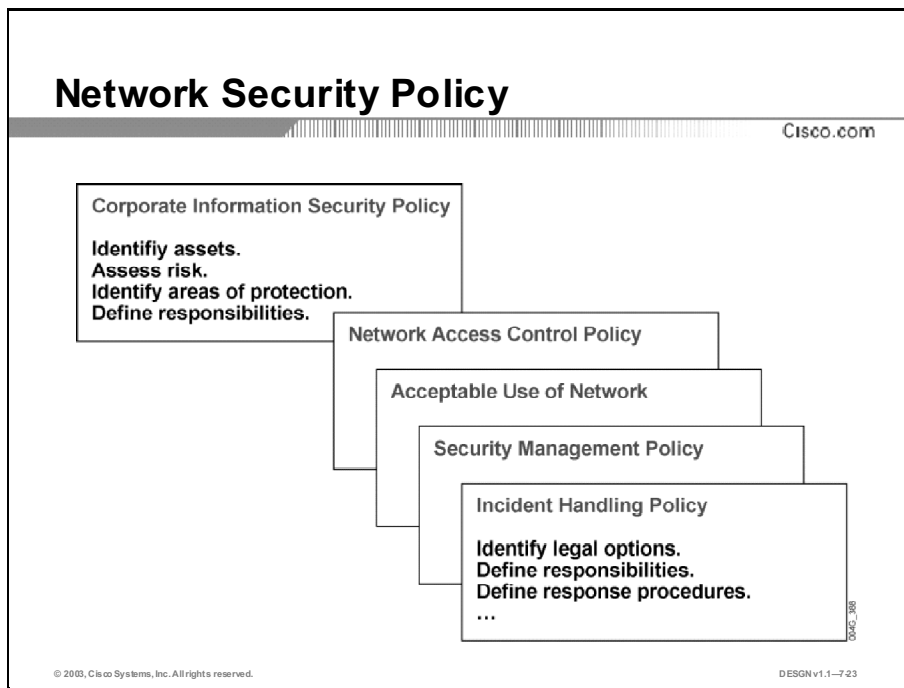 Network Security Policy
Cisco.com
Corporate Information Security Policy
Identifiy assets.
Assess risk.
Identify areas of protection.
Define responsibilities.
Network Access Control Policy
Acceptable Use of Network
Security Management Policy
Incident Handling Policy
Identify legal options.
Define responsibilities.
Define response procedures.
...
004G_366
© 2003, Cisco Systems, Inc. All rights reserved.
DESGN v1.1—7-23